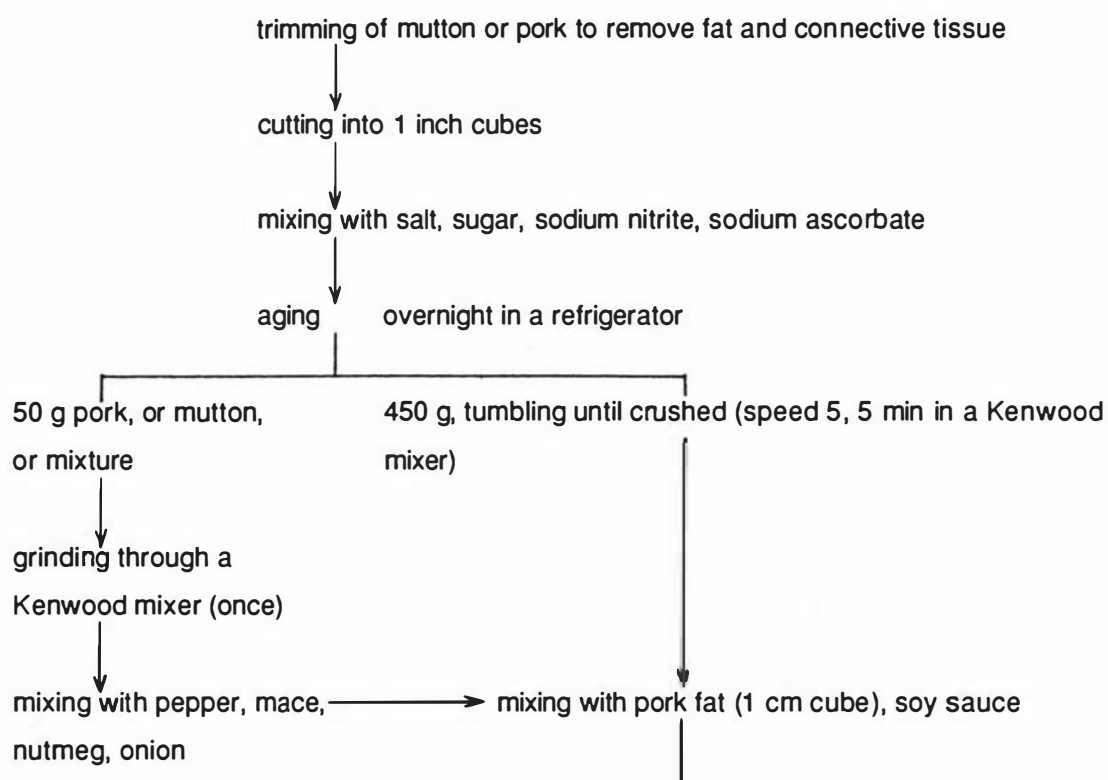 trimming of mutton or pork to remove fat and connective tissue
cutting into 1 inch cubes
mixing with salt, sugar, sodium nitrite, sodium ascorbate
aging overnight in a refrigerator
50 g pork, or mutton,
or mixture
450 g, tumbling until crushed (speed 5, 5 min in a Kenwood
mixer)
grinding through a
Kenwood mixer (once)
mixing with pepper, mace,
nutmeg, onion
mixing with pork fat (1 cm cube), soy sauce